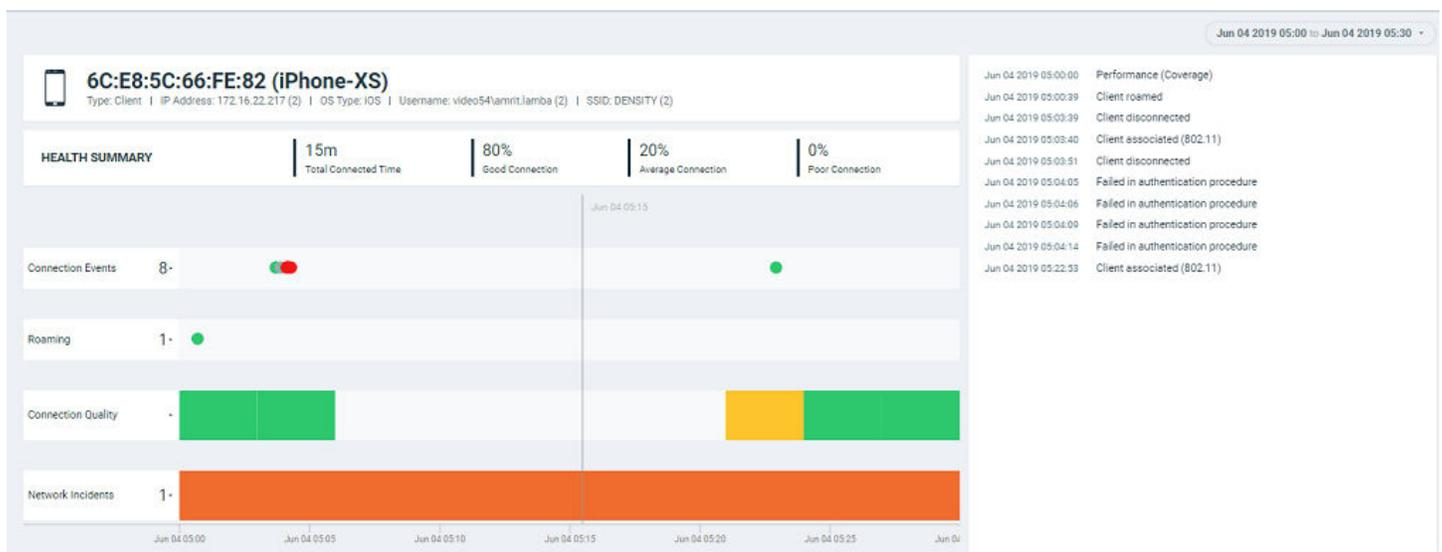 Jun 04 2019 05:00 to Jun 04 2019 05:30
6C:E8:5C:66:FE:82 (iPhone-XS)
Type: Client | IP Address: 172.16.22.217 (2) | OS Type: iOS | Username: video54\amrit.lamba (2) | SSID: DENSITY (2)
HEALTH SUMMARY
15m
Total Connected Time
80%
Good Connection
20%
Average Connection
0%
Poor Connection
Jun 04 05:15
Connection Events 8
Roaming 1
Connection Quality
Network Incidents 1
Jun 04 05:00 Jun 04 05:05 Jun 04 05:10 Jun 04 05:15 Jun 04 05:20 Jun 04 05:25 Jun 04
Jun 04 2019 05:00:00 Performance (Coverage)
Jun 04 2019 05:00:39 Client roamed
Jun 04 2019 05:03:39 Client disconnected
Jun 04 2019 05:03:40 Client associated (802.11)
Jun 04 2019 05:03:51 Client disconnected
Jun 04 2019 05:04:05 Failed in authentication procedure
Jun 04 2019 05:04:06 Failed in authentication procedure
Jun 04 2019 05:04:09 Failed in authentication procedure
Jun 04 2019 05:04:14 Failed in authentication procedure
Jun 04 2019 05:22:53 Client associated (802.11)